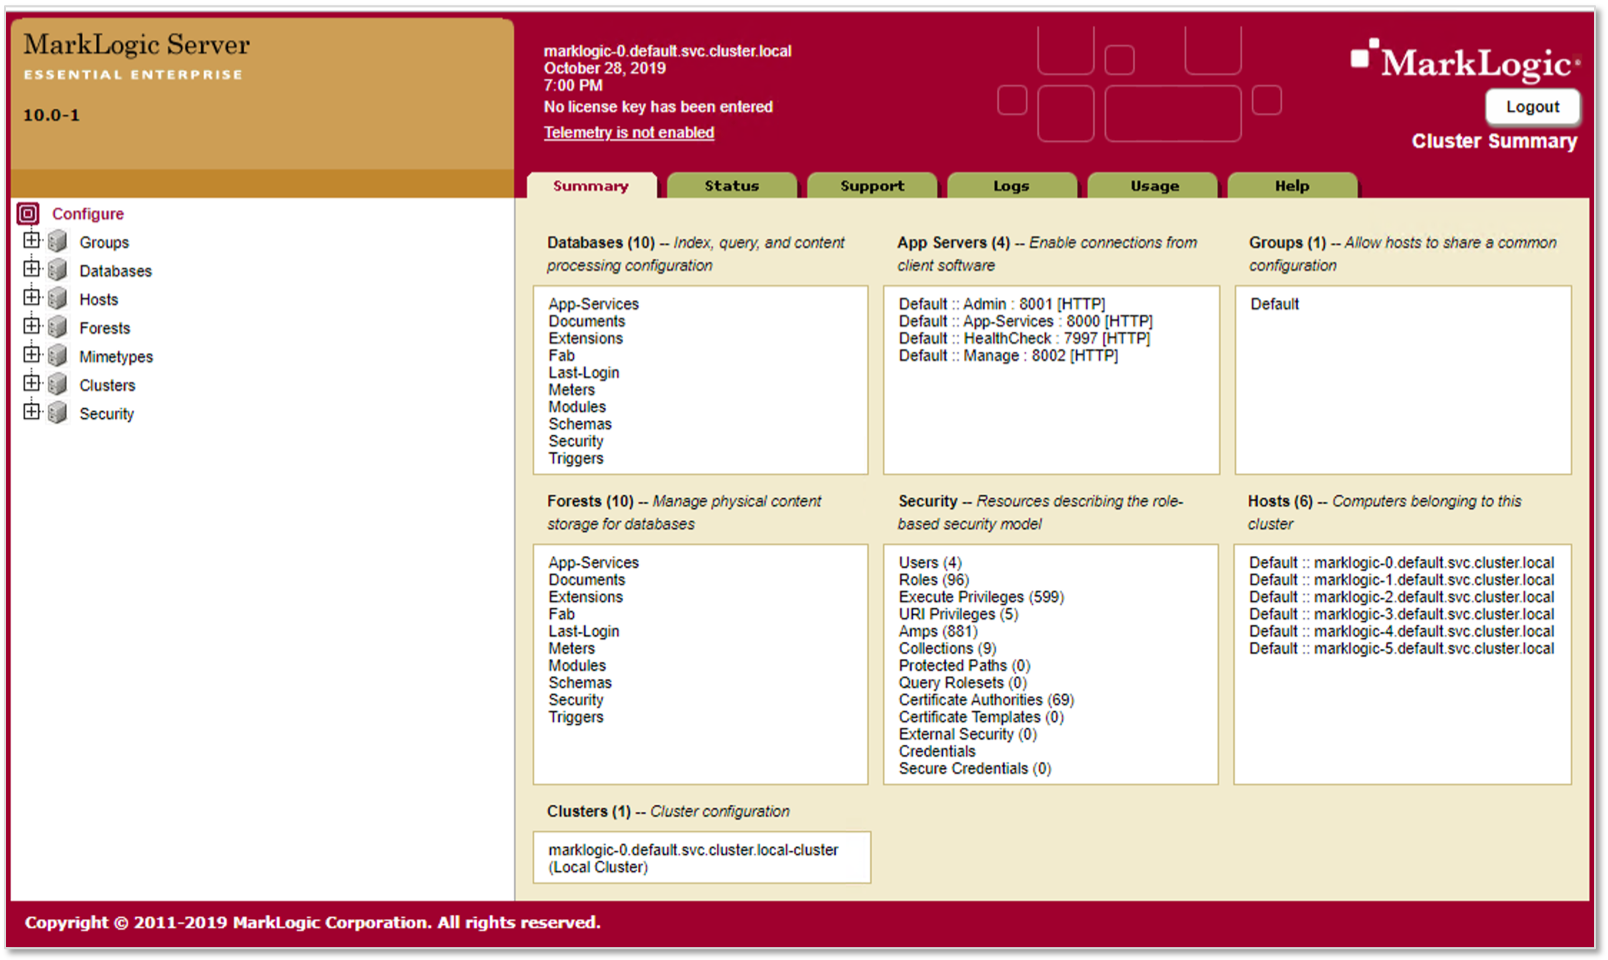 MarkLogic Server
ESSENTIAL ENTERPRISE
10.0-1
marklogic-0.default.svc.cluster.local
October 28, 2019
7:00 PM
No license key has been entered
Telemetry is not enabled
MarkLogic
Logout
Cluster Summary
Summary
Status
Support
Logs
Usage
Help
Configure
Groups
Databases
Hosts
Forests
Mimetypes
Clusters
Security
Databases (10) -- Index, query, and content
processing configuration
App-Services
Documents
Extensions
Fab
Last-Login
Meters
Modules
Schemas
Security
Triggers
App Servers (4) -- Enable connections from
client software
Default :: Admin : 8001 [HTTP]
Default :: App-Services : 8000 [HTTP]
Default :: HealthCheck : 7997 [HTTP]
Default :: Manage : 8002 [HTTP]
Groups (1) -- Allow hosts to share a common
configuration
Default
Forests (10) -- Manage physical content
storage for databases
App-Services
Documents
Extensions
Fab
Last-Login
Meters
Modules
Schemas
Security
Triggers
Security -- Resources describing the role-
based security model
Users (4)
Roles (96)
Execute Privileges (599)
URI Privileges (5)
Amps (881)
Collections (9)
Protected Paths (0)
Query Rolesets (0)
Certificate Authorities (69)
Certificate Templates (0)
External Security (0)
Credentials
Secure Credentials (0)
Hosts (6) -- Computers belonging to this
cluster
Default :: marklogic-0.default.svc.cluster.local
Default :: marklogic-1.default.svc.cluster.local
Default :: marklogic-2.default.svc.cluster.local
Default :: marklogic-3.default.svc.cluster.local
Default :: marklogic-4.default.svc.cluster.local
Default :: marklogic-5.default.svc.cluster.local
Clusters (1) -- Cluster configuration
marklogic-0.default.svc.cluster.local-cluster
(Local Cluster)
Copyright © 2011-2019 MarkLogic Corporation. All rights reserved.